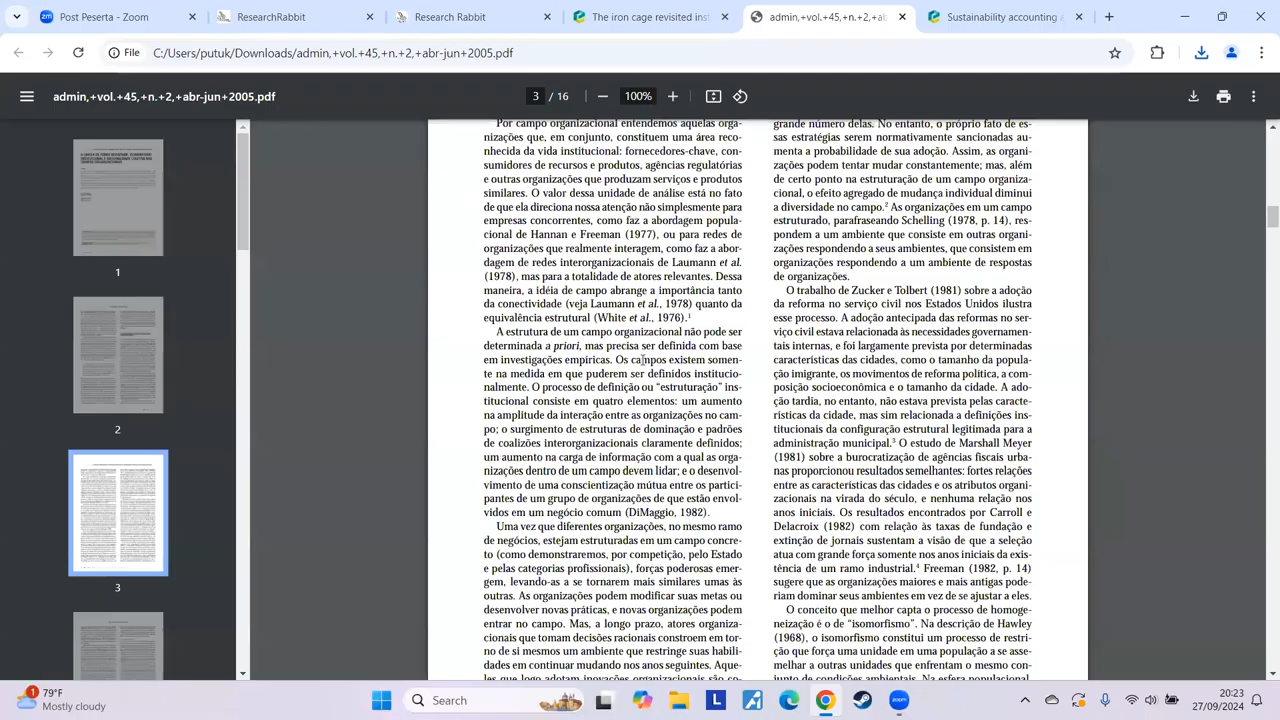 Post Peserta - Zoom
ResearchRabbit
Research Rabbit
The iron cage revisited inst
admin,+vol.+45,+n.+2,+abr-
Sustainability accounting
File
C:/Users/putuk/Downloads/admin,+vol.+45,+n.+2,+abr-jun+2005.pdf
admin,+vol.+45,+n.+2,+abr-jun+2005.pdf
3 / 16
100%
1
2
3
Por campo organizacional entendemos aquelas orga-
nizações que, em conjunto, constituem uma área reco-
nhecida da vida institucional: fornecedores-chave, con-
sumidores de recursos e produtos, agências regulatórias
e outras organizações que produzam serviços e produtos
similares. O valor dessa unidade de análise está no fato
de que ela direciona nossa atenção não simplesmente para
empresas concorrentes, como faz a abordagem popula-
cional de Hannan e Freeman (1977), ou para redes de
organizações que realmente interagem, como faz a abor-
dagem de redes interorganizacionais de Laumann et al.
(1978), mas para a totalidade de atores relevantes. Dessa
maneira, a idéia de campo abrange a importância tanto
da conectividade (veja Laumann et al., 1978) quanto da
equivalência estrutural (White et al., 1976).¹
A estrutura de um campo organizacional não pode ser
determinada a priori, mas precisa ser definida com base
em investigações empíricas. Os campos existem somen-
te na medida em que puderem ser definidos institucio-
nalmente. O processo de definição ou “estruturação” ins-
titucional consiste em quatro elementos: um aumento
na amplitude da interação entre as organizações no cam-
po; o surgimento de estruturas de dominação e padrões
de coalizões interorganizacionais claramente definidos;
um aumento na carga de informação com a qual as orga-
nizações dentro de um campo devem lidar; e o desenvol-
vimento de uma conscientização mútua entre os partici-
pantes de um grupo de organizações de que estão envol-
vidos em um negócio comum (DiMaggio, 1982).
Uma vez que diferentes organizações, no mesmo ramo
de negócios, estejam estruturadas em um campo concre-
to (como demonstraremos, por competição, pelo Estado
e pelas categorias profissionais), forças poderosas emer-
gem, levando-as a se tornarem mais similares umas às
outras. As organizações podem modificar suas metas ou
desenvolver novas práticas, e novas organizações podem
entrar no campo. Mas, a longo prazo, atores organiza-
cionais que tomam decisões racionais constroem em tor-
no de si mesmos um ambiente que restringe suas habili-
dades em continuar mudando nos anos seguintes. Aque-
les que logo adotam inovações organizacionais são co-
grande número delas. No entanto, o próprio fato de es-
sas estratégias serem normativamente sancionadas au-
menta a probabilidade de sua adoção. Assim, as organi-
zações podem tentar mudar constantemente; mas, além
de certo ponto na estruturação de um campo organiza-
cional, o efeito agregado de mudança individual diminui
a diversidade no campo.² As organizações em um campo
estruturado, parafraseando Schelling (1978, p. 14), res-
pondem a um ambiente que consiste em outras organi-
zações respondendo a seus ambientes, que consistem em
organizações respondendo a um ambiente de respostas
de organizações.
O trabalho de Zucker e Tolbert (1981) sobre a adoção
da reforma no serviço civil nos Estados Unidos ilustra
esse processo. A adoção antecipada das reformas no ser-
viço civil estava relacionada às necessidades governamen-
tais internas, e foi largamente prevista por determinadas
características das cidades, como o tamanho da popula-
ção imigrante, os movimentos de reforma política, a com-
posição socioeconômica e o tamanho da cidade. A ado-
ção tardia, no entanto, não estava prevista pelas caracte-
rísticas da cidade, mas sim relacionada a definições ins-
titucionais da configuração estrutural legitimada para a
administração municipal.³ O estudo de Marshall Meyer
(1981) sobre a burocratização de agências fiscais urba-
nas proporcionou resultados semelhantes: fortes relações
entre as características das cidades e os atributos organi-
zacionais na virada do século, e nenhuma relação nos
anos iniciais. Os resultados encontrados por Carroll e
Delacroix (1982) com relação às taxas de fundação e
extinção de jornais sustentam a visão de que a seleção
atua com grande força somente nos anos iniciais da exis-
tência de um ramo industrial.⁴ Freeman (1982, p. 14)
sugere que as organizações maiores e mais antigas pode-
riam dominar seus ambientes em vez de se ajustar a eles.
O conceito que melhor capta o processo de homoge-
neização é o de “isomorfismo”. Na descrição de Hawley
(1968), o isomorfismo constitui um processo de restri-
ção que força uma unidade em uma população a se asse-
melhar a outras unidades que enfrentam o mesmo con-
junto de condições ambientais. Na esfera populacional,
1
79°F
Mostly cloudy
Search
zoom
20:23
27/09/2024